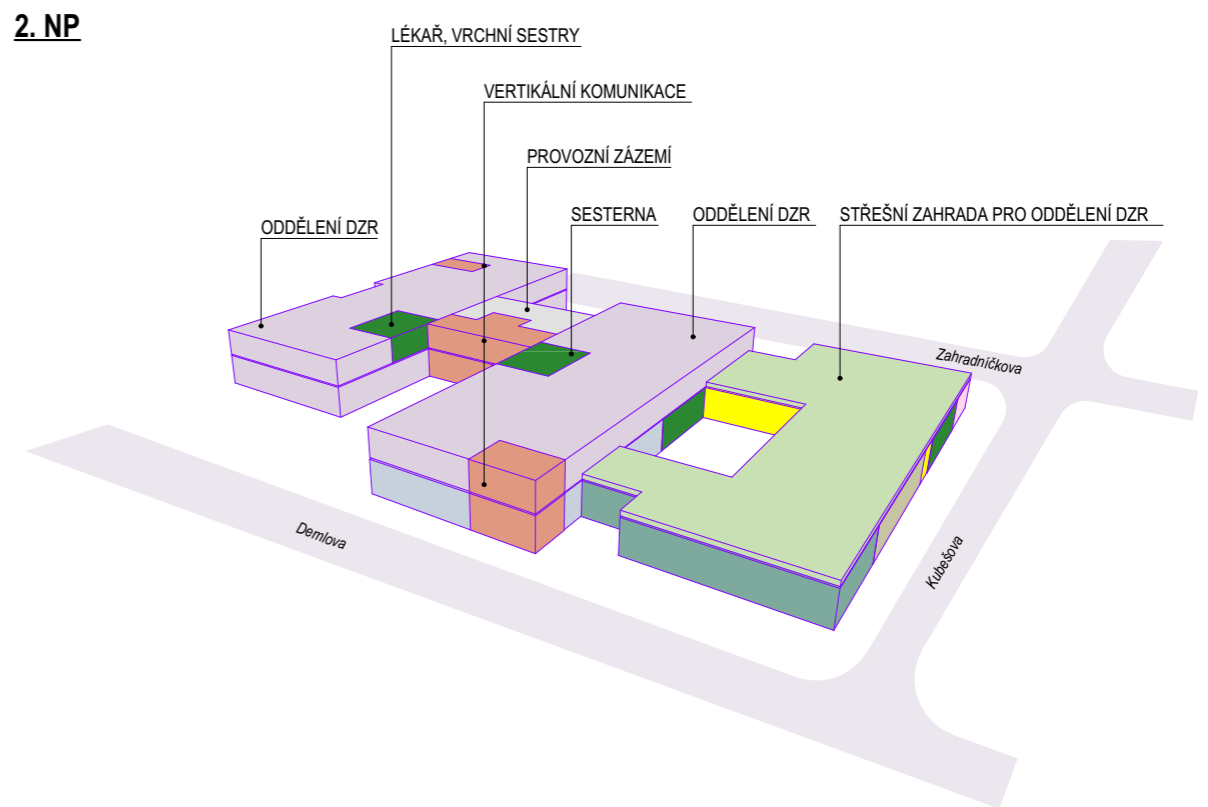 2. NP
LÉKAŘ, VRCHNÍ SESTRY
VERTIKÁLNÍ KOMUNIKACE
PROVOZNÍ ZÁZEMÍ
ODDĚLENÍ DZR
SESTERNA
ODDĚLENÍ DZR
STŘEŠNÍ ZAHRADA PRO ODDĚLENÍ DZR
Zahradníčkova
Demlova
Kubešova